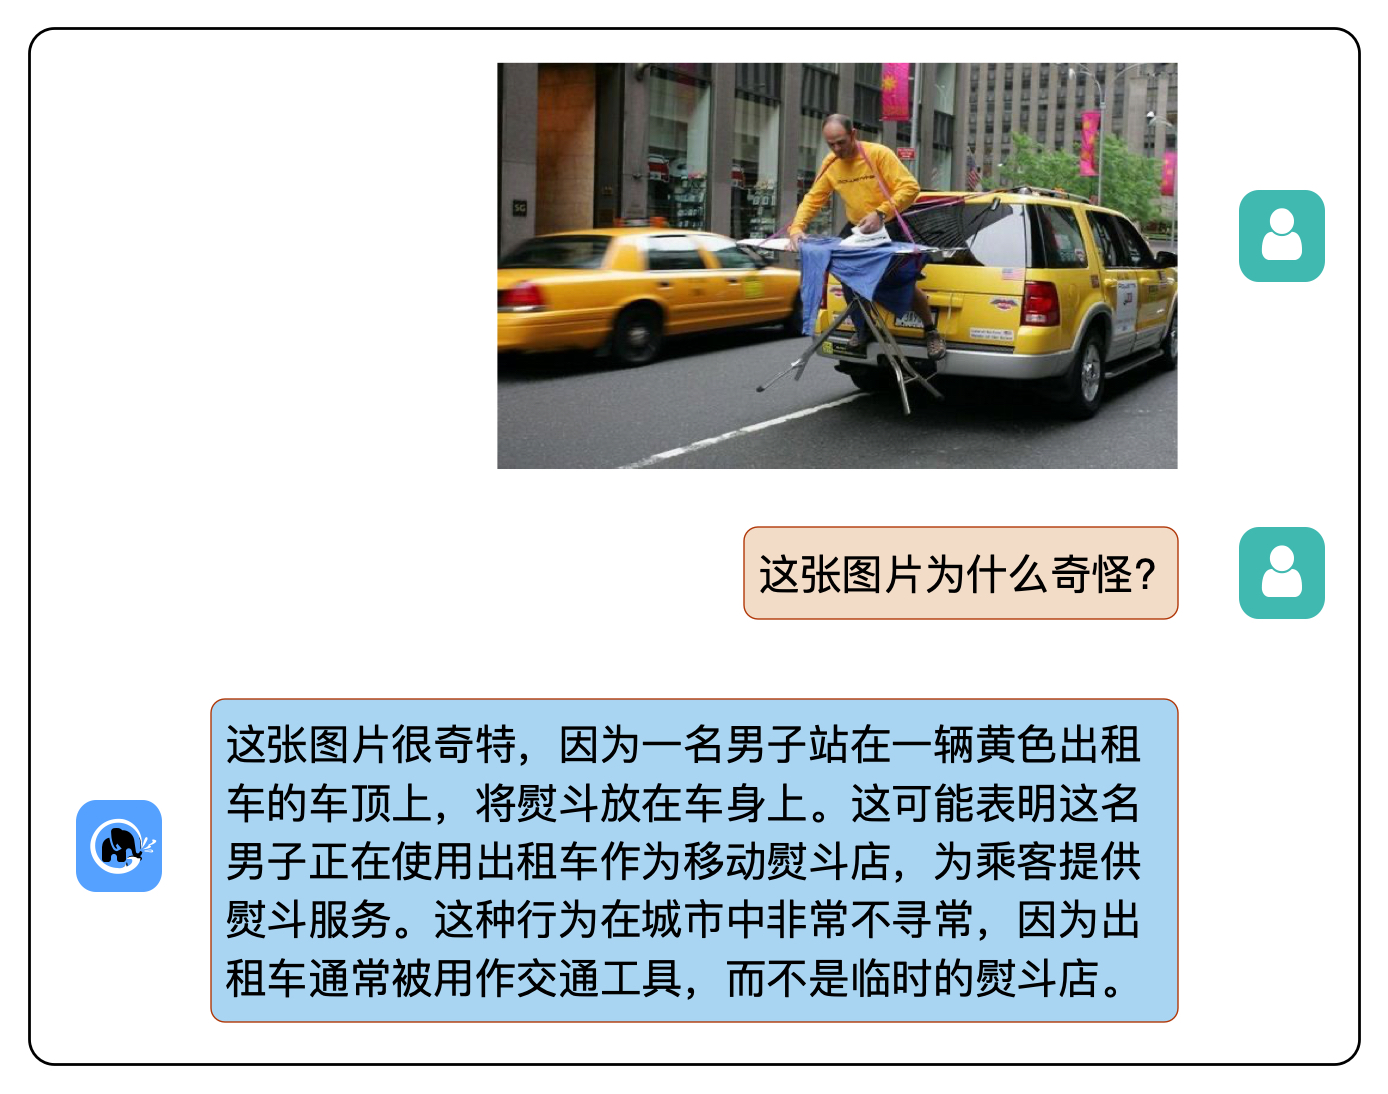 这张图片为什么奇怪?
这张图片很奇特，因为一名男子站在一辆黄色出租
车的车顶上，将熨斗放在车身上。这可能表明这名
男子正在使用出租车作为移动熨斗店，为乘客提供
熨斗服务。这种行为在城市中非常不寻常，因为出
租车通常被用作交通工具，而不是临时的熨斗店。